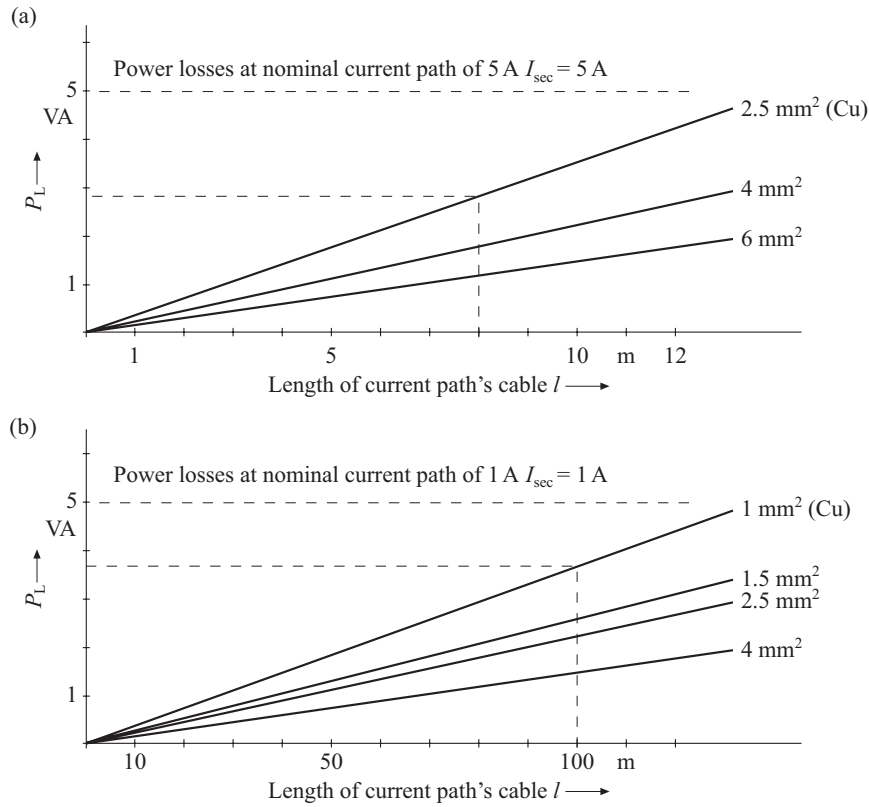 (a)
Power losses at nominal current path of 5 A I_sec = 5 A
5
VA
2.5 mm² (Cu)
P_L →
4 mm²
6 mm²
1
1 5 10 m 12
Length of current path's cable l →
(b)
Power losses at nominal current path of 1 A I_sec = 1 A
5
1 mm² (Cu)
VA
P_L →
1.5 mm²
2.5 mm²
4 mm²
1
10 50 100 m
Length of current path's cable l →